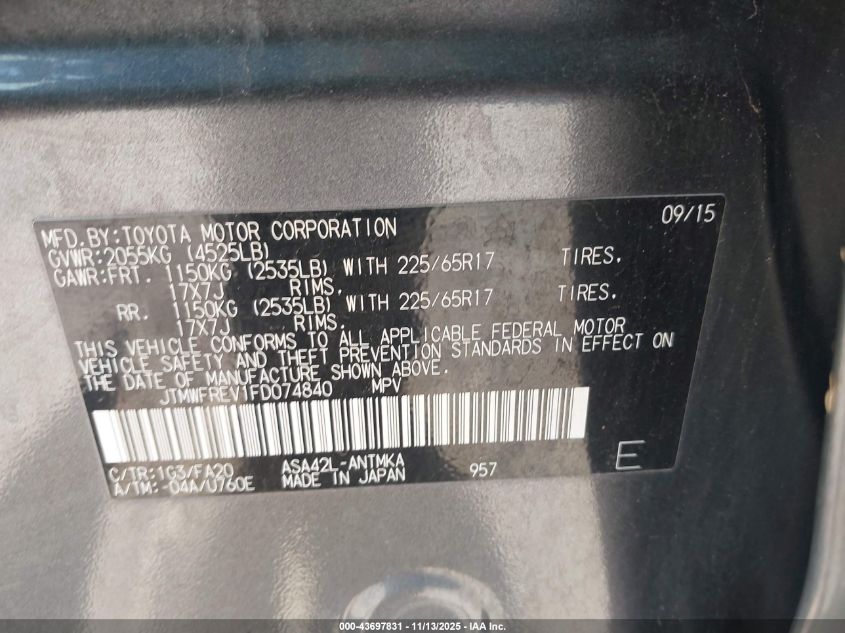 09/15
MFD.BY:TOYOTA MOTOR CORPORATION
GVWR:2055KG (4525LB)
GAWR:FRT. 1150KG (2535LB) WITH 225/65R17 TIRES.
17X7J RIMS.
RR. 1150KG (2535LB) WITH 225/65R17 TIRES.
17X7J RIMS.
THIS VEHICLE CONFORMS TO ALL APPLICABLE FEDERAL MOTOR
VEHICLE SAFETY AND THEFT PREVENTION STANDARDS IN EFFECT ON
THE DATE OF MANUFACTURE SHOWN ABOVE.
JTMWFREV1FD074840 MPV
C/TR:1G3/FA20 ASA42L-ANTMKA 957 E
A/TM:-04A/U760E MADE IN JAPAN
000-43697831 - 11/13/2025 - IAA, Inc.